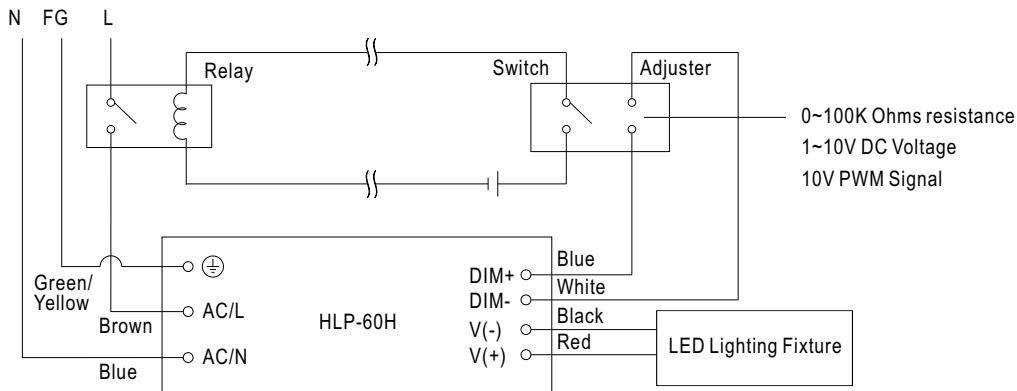 N FG L
Relay
Switch
Adjuster
0~100K Ohms resistance
1~10V DC Voltage
10V PWM Signal
Green/
Yellow
Brown
Blue
AC/L
AC/N
HLP-60H
DIM+
DIM-
V(-)
V(+)
Blue
White
Black
Red
LED Lighting Fixture